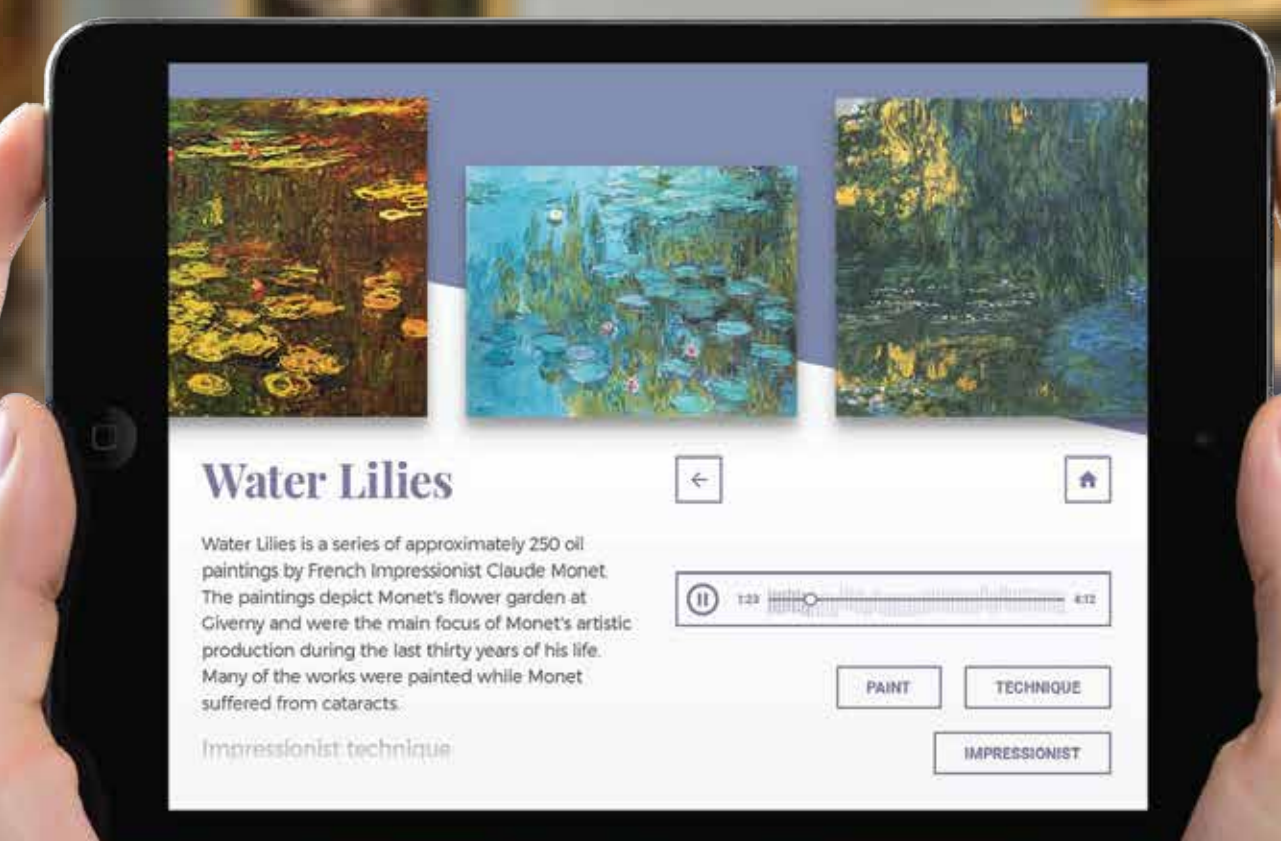 Water Lilies
Water Lilies is a series of approximately 250 oil
paintings by French Impressionist Claude Monet.
The paintings depict Monet's flower garden at
Giverny and were the main focus of Monet's artistic
production during the last thirty years of his life.
Many of the works were painted while Monet
suffered from cataracts.
Impressionist technique
1:23
4:12
PAINT
TECHNIQUE
IMPRESSIONIST